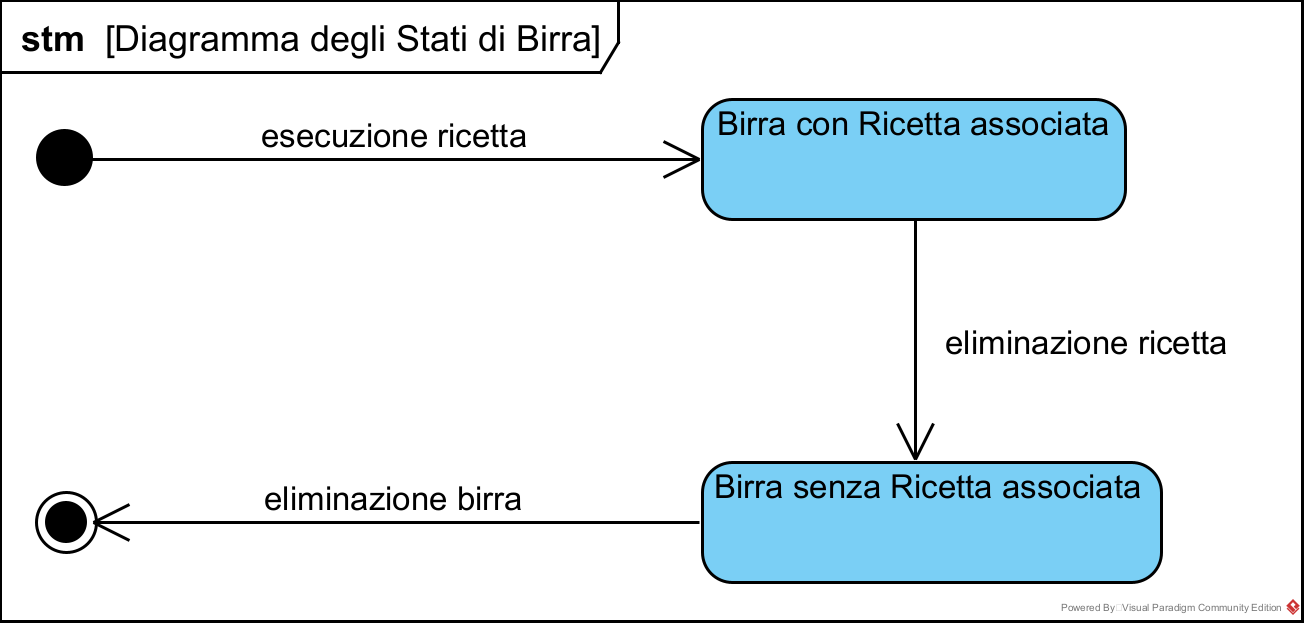 stm [Diagramma degli Stati di Birra]
esecuzione ricetta
Birra con Ricetta associata
eliminazione ricetta
Birra senza Ricetta associata
eliminazione birra
Powered By Visual Paradigm Community Edition